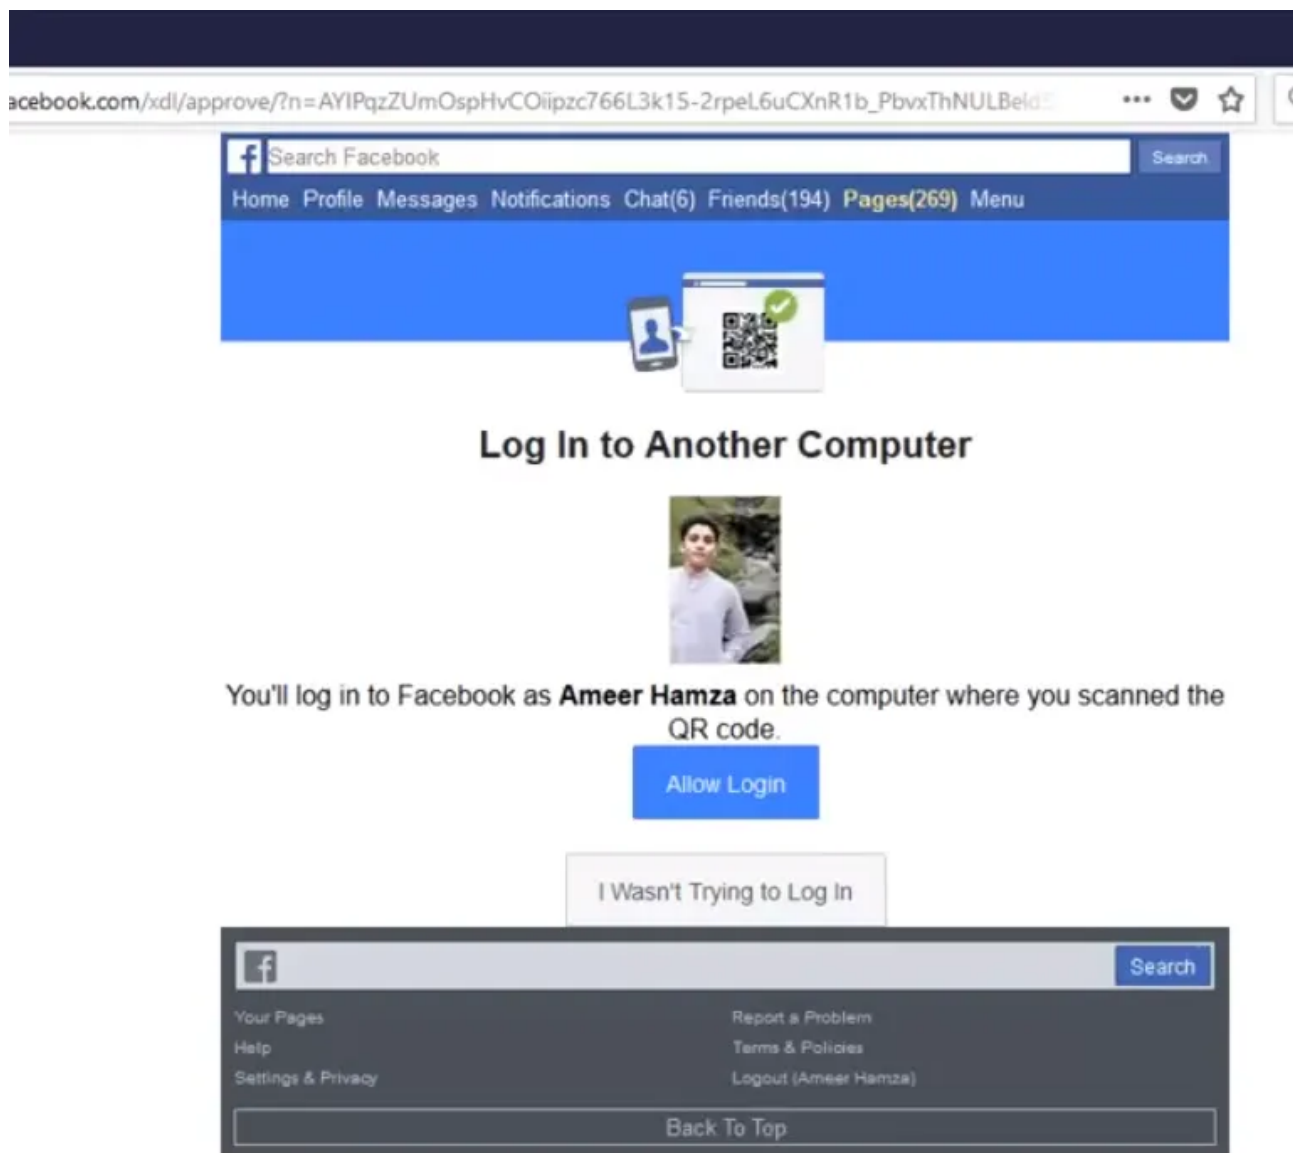 acebook.com/xdl/approve/?n=AYIPqzZUmOspHvCOiipzc766L3k15-2rpeL6uCXnR1b_PbvxThNULBeld
Search Facebook Search
Home Profile Messages Notifications Chat(6) Friends(194) Pages(269) Menu
Log In to Another Computer
You'll log in to Facebook as Ameer Hamza on the computer where you scanned the
QR code.
Allow Login
I Wasn't Trying to Log In
Search
Your Pages Report a Problem
Help Terms & Policies
Settings & Privacy Logout (Ameer Hamza)
Back To Top